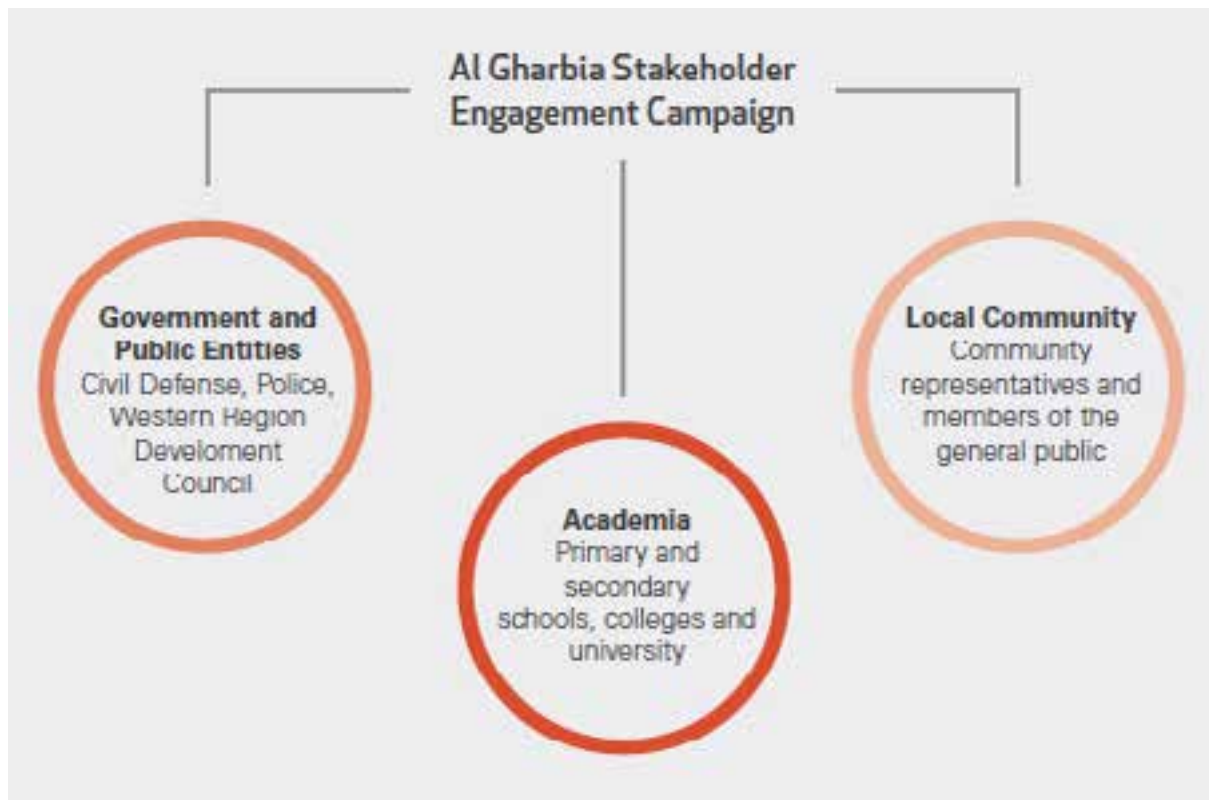 Al Gharbia Stakeholder
Engagement Campaign
Government and
Public Entities
Civil Defense, Police,
Western Region
Develoment
Council
Academia
Primary and
secondary
schools, colleges and
university
Local Community
Community
representatives and
members of the
general public